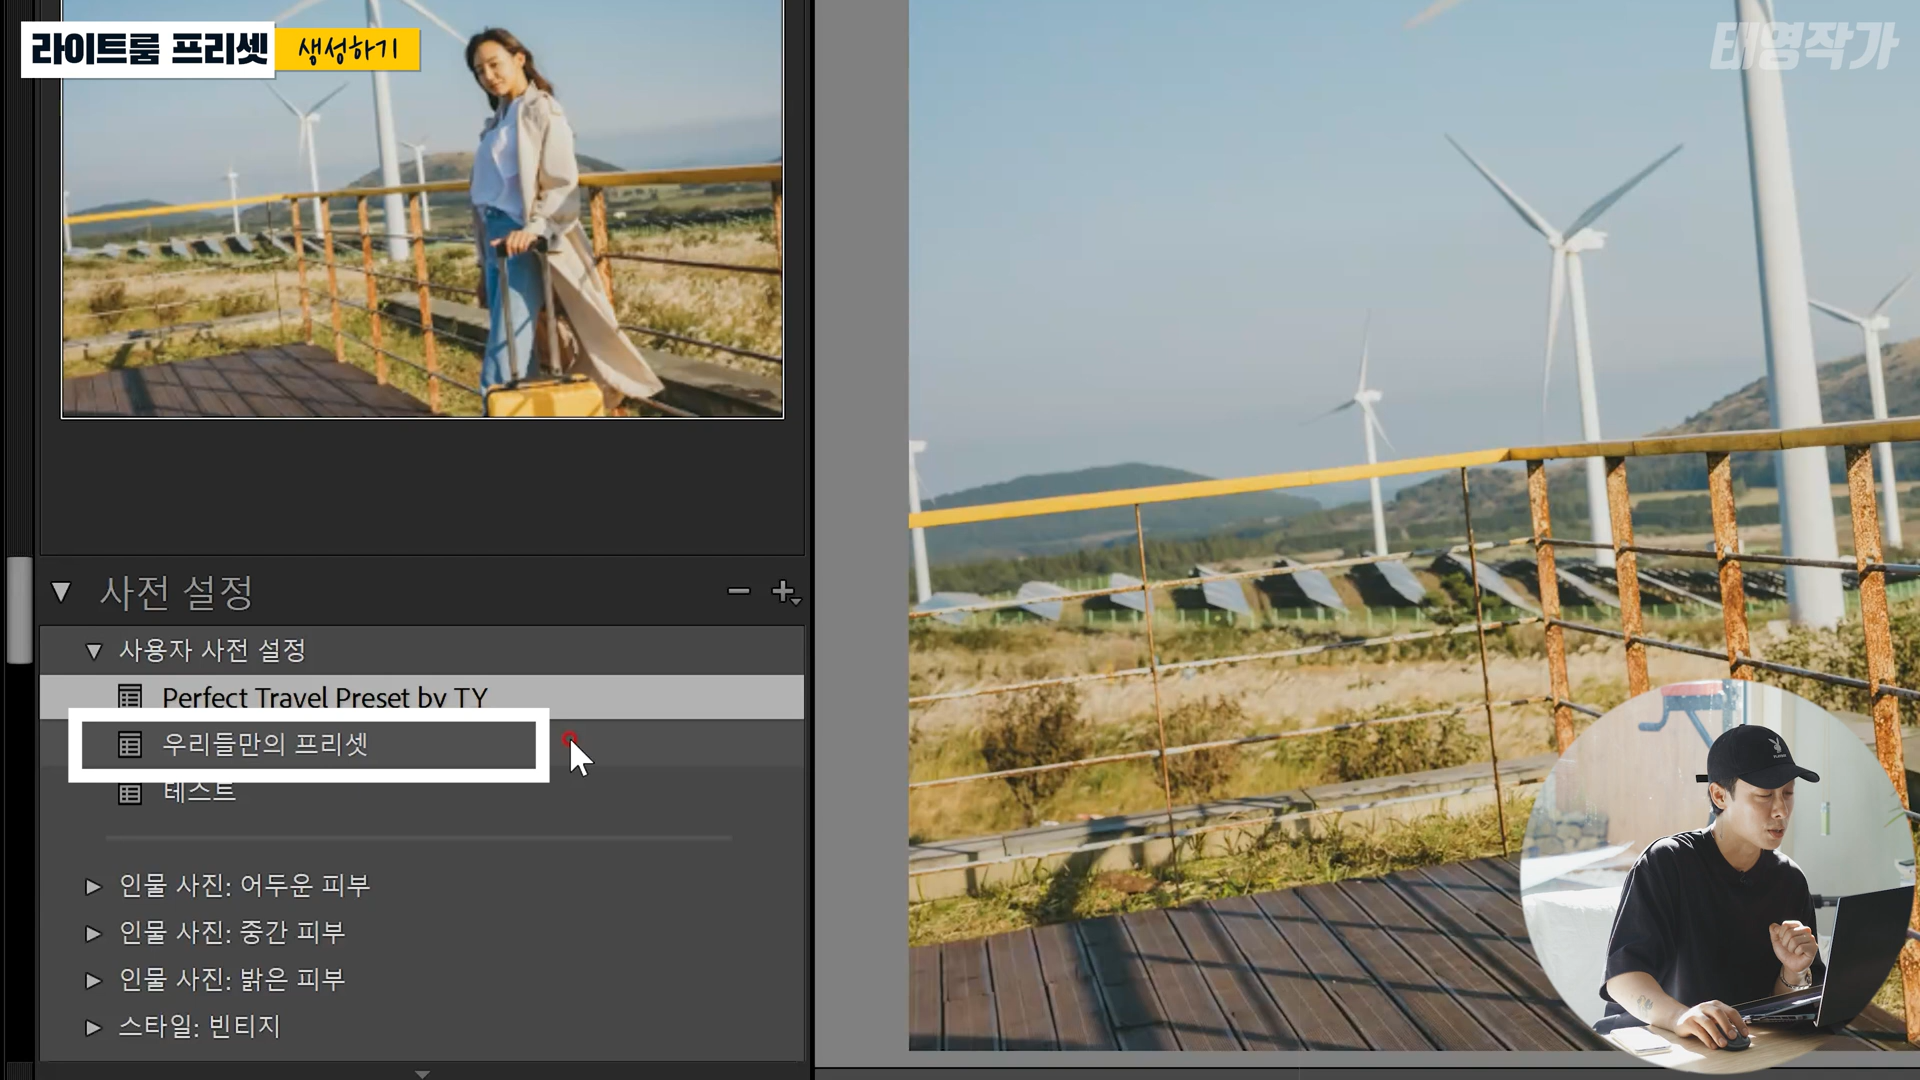 라이트룸 프리셋 생성하기
태영작가
사전 설정
사용자 사전 설정
Perfect Travel Preset by TY
우리들만의 프리셋
테스트
인물 사진: 어두운 피부
인물 사진: 중간 피부
인물 사진: 밝은 피부
스타일: 빈티지